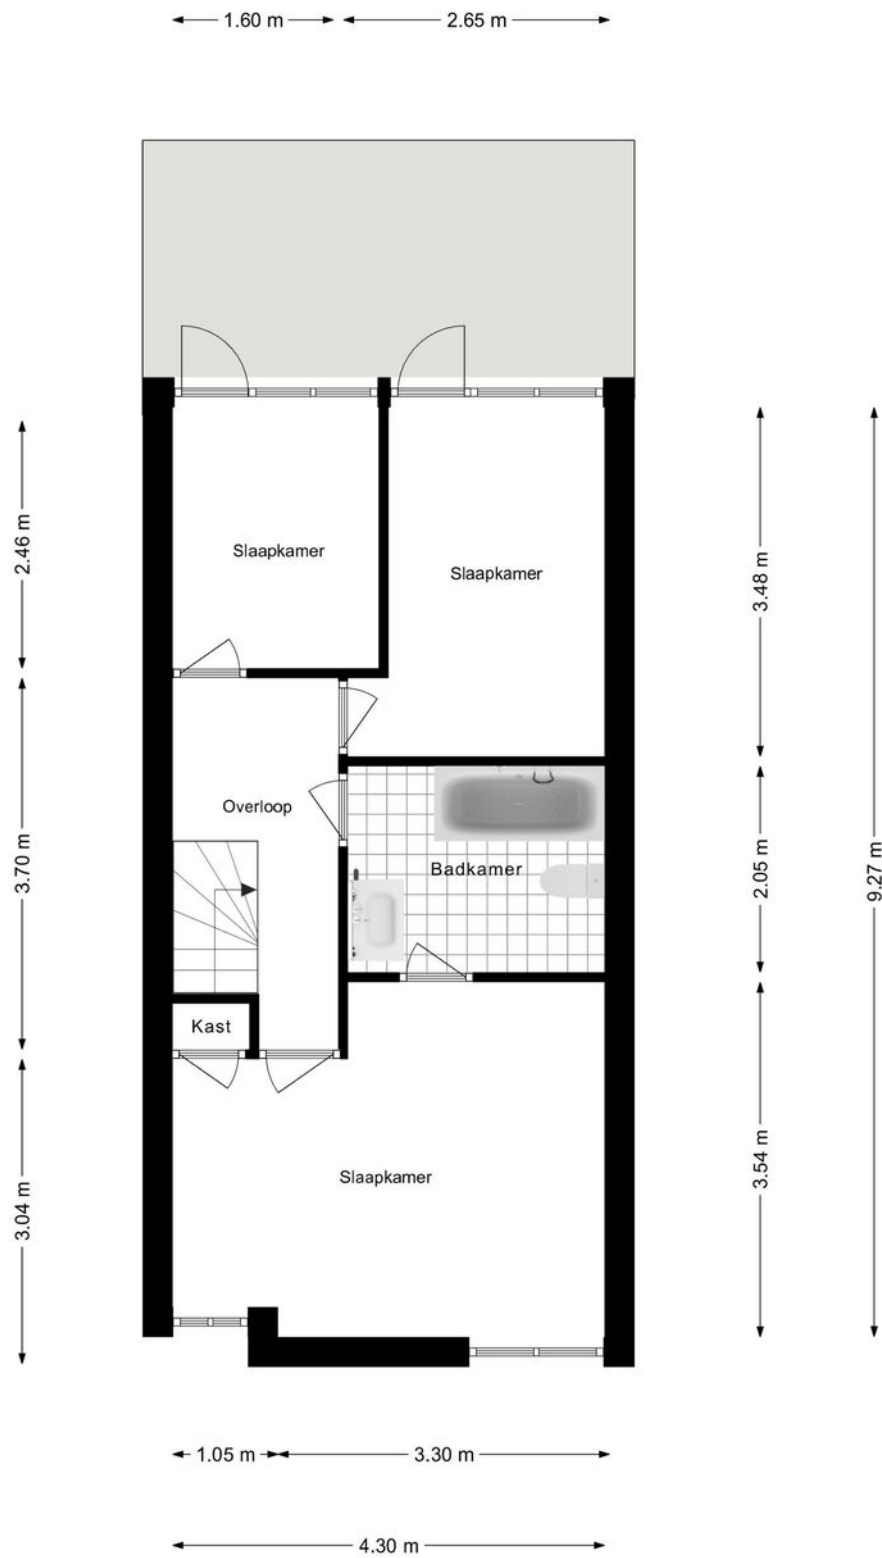 1.60 m
2.65 m
2.46 m
Slaapkamer
Slaapkamer
3.48 m
Overloop
3.70 m
Badkamer
2.05 m
9.27 m
Kast
Slaapkamer
3.54 m
3.04 m
1.05 m
3.30 m
4.30 m